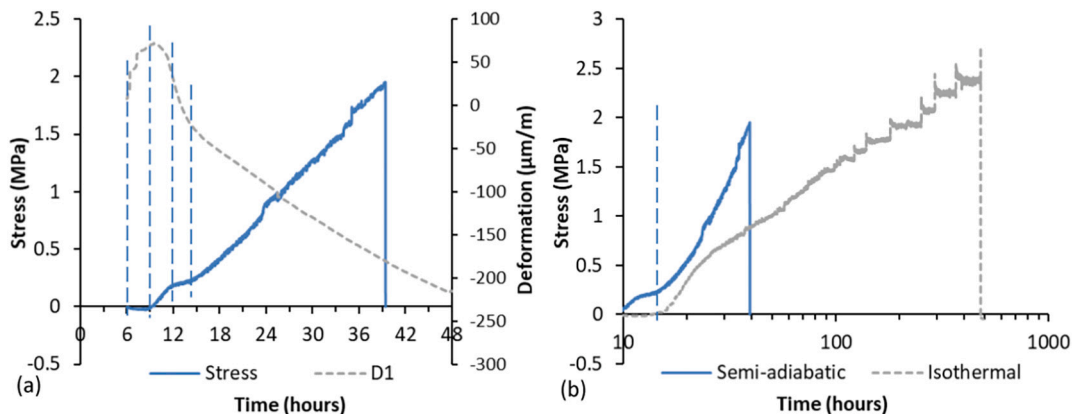 2.5
2
1.5
1
0.5
0
-0.5
Stress (MPa)
0 6 12 18 24 30 36 42 48
100
50
0
-50
-100
-150
-200
-250
-300
Deformation (µm/m)
(a)
Stress D1
Time (hours)
3
2.5
2
1.5
1
0.5
0
-0.5
Stress (MPa)
10 100 1000
(b)
Semi-adiabatic Isothermal
Time (hours)